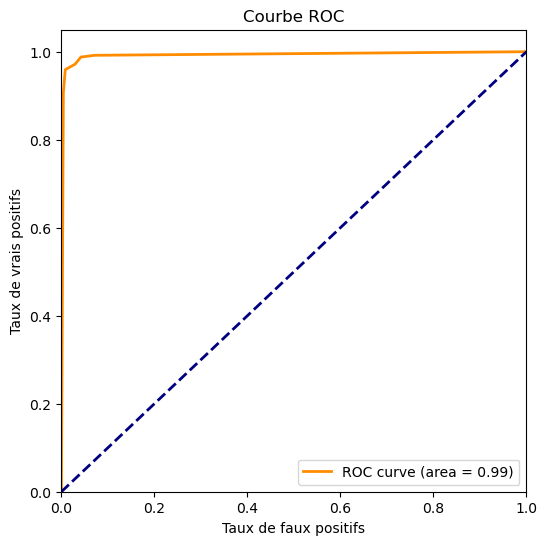 Courbe ROC
1.0
0.8
0.6
0.4
0.2
0.0
Taux de vrais positifs
ROC curve (area = 0.99)
0.0 0.2 0.4 0.6 0.8 1.0
Taux de faux positifs